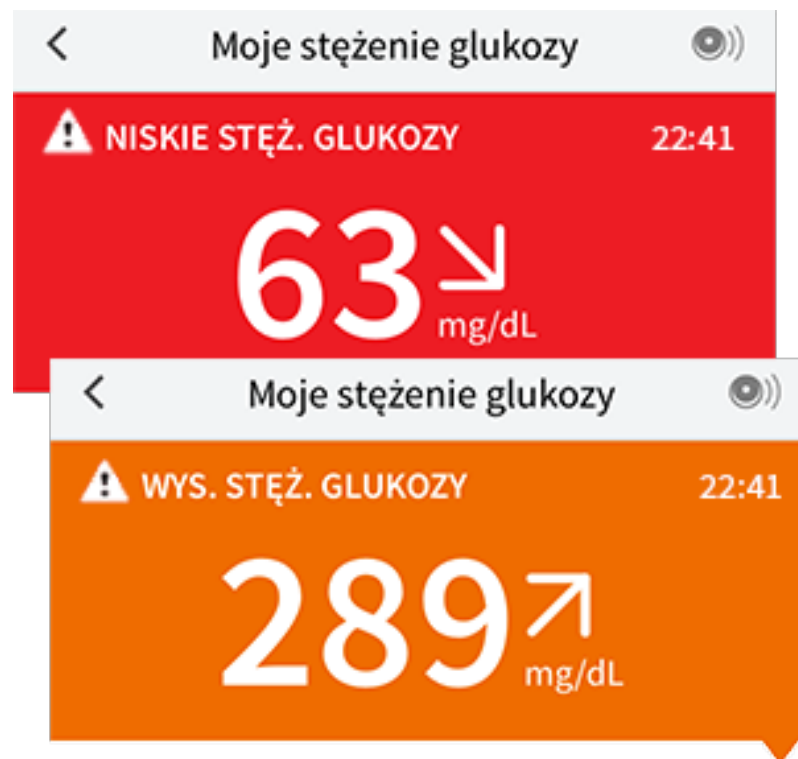 Moje stężenie glukozy
NISKIE STĘŻ. GLUKOZY 22:41
63
mg/dL
Moje stężenie glukozy
WYS. STĘŻ. GLUKOZY 22:41
289
mg/dL